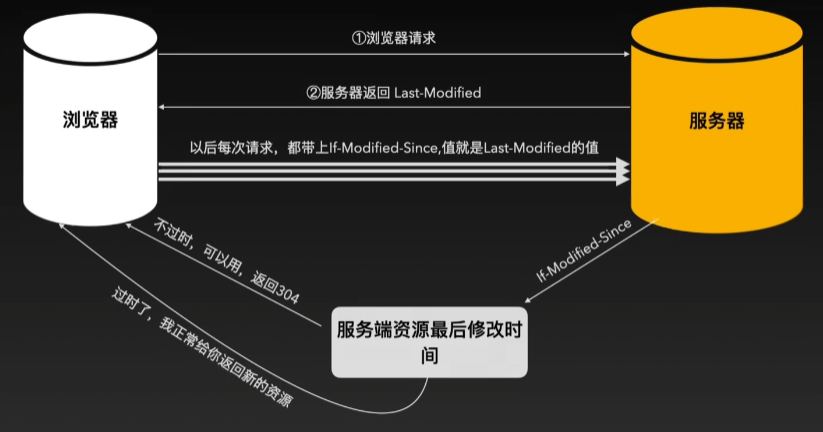 ①浏览器请求
②服务器返回 Last-Modified
浏览器
服务器
以后每次请求，都带上If-Modified-Since,值就是Last-Modified的值
不过时，可以用，返回304
If-Modified-Since
过时了，我正常给你返回新的资源
服务端资源最后修改时
间